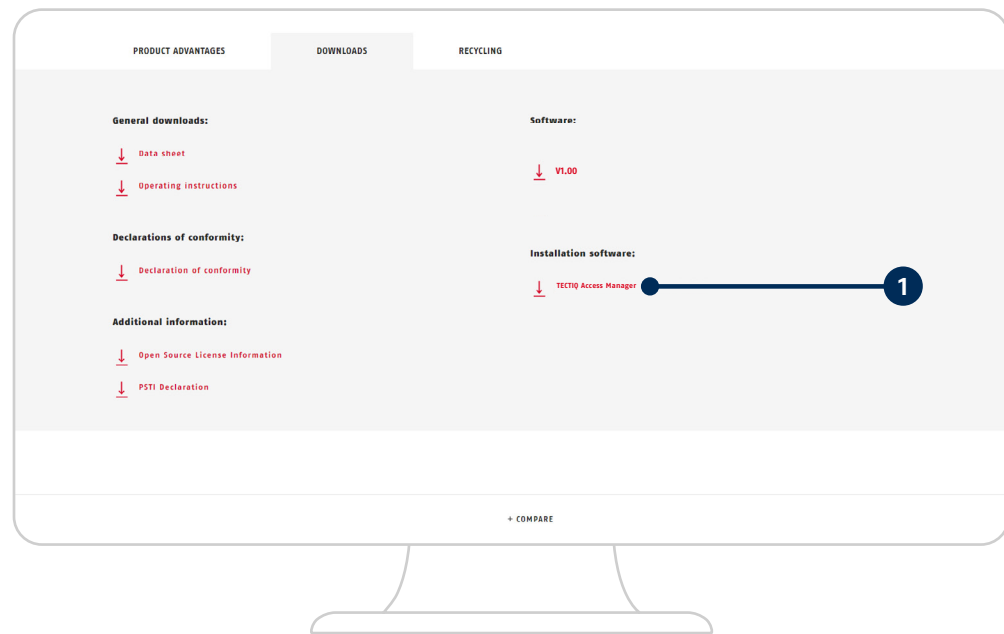 PRODUCT ADVANTAGES
DOWNLOADS
RECYCLING
General downloads:
Data sheet
Operating instructions
Declarations of conformity:
Declaration of conformity
Additional information:
Open Source License Information
PSTI Declaration
Software:
V1.00
Installation software:
TECTIQ Access Manager
1
+ COMPARE